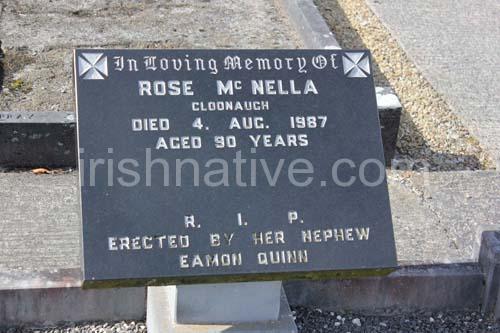 In Loving Memory Of
ROSE Mc NELLA
CLOONAUGH
DIED 4. AUG. 1987
AGED 90 YEARS
irishnative.com
R. I. P.
ERECTED BY HER NEPHEW
EAMON QUINN